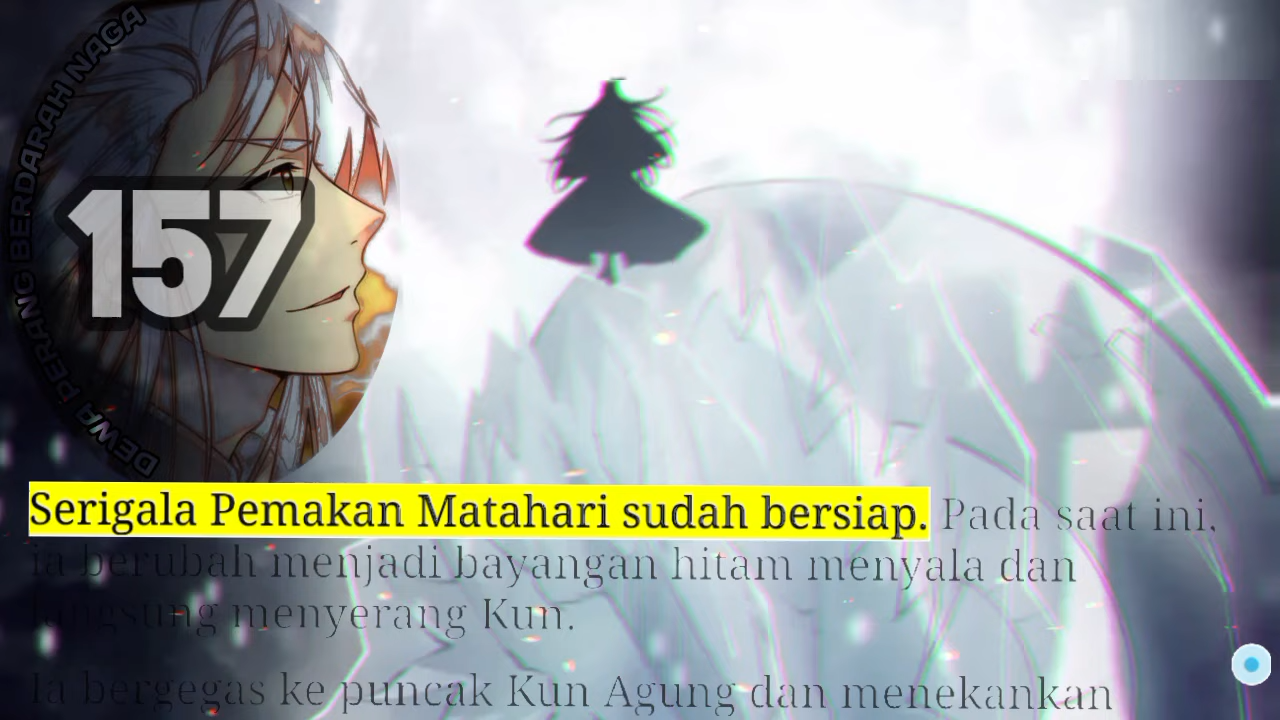 DEWA PERANG BERDARAH NAGA
157
Serigala Pemakan Matahari sudah bersiap. Pada saat ini,
ia berubah menjadi bayangan hitam menyala dan
langsung menyerang Kun.
Ia bergegas ke puncak Kun Agung dan menekankan